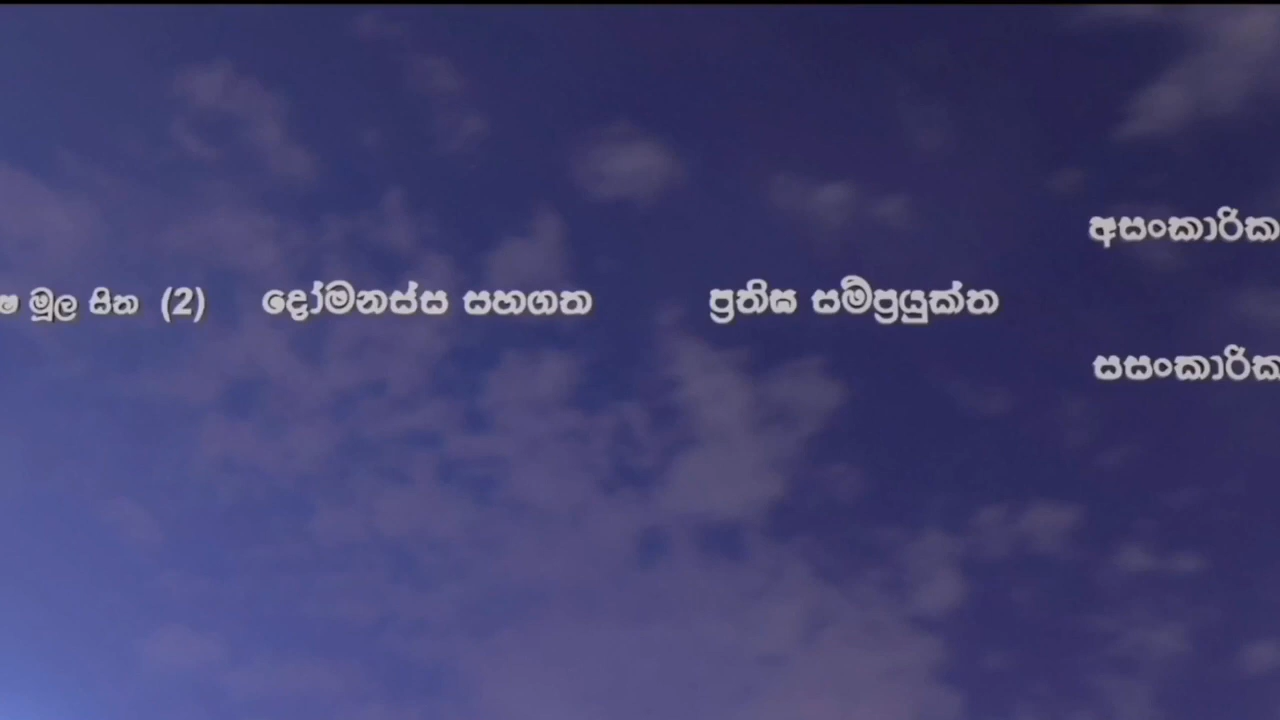 අසංකාරික
ෂ මූල සිත (2) දෝමනස්ස සහගත ප්‍රතිඝ සම්ප්‍රයුක්ත
සසංකාරික